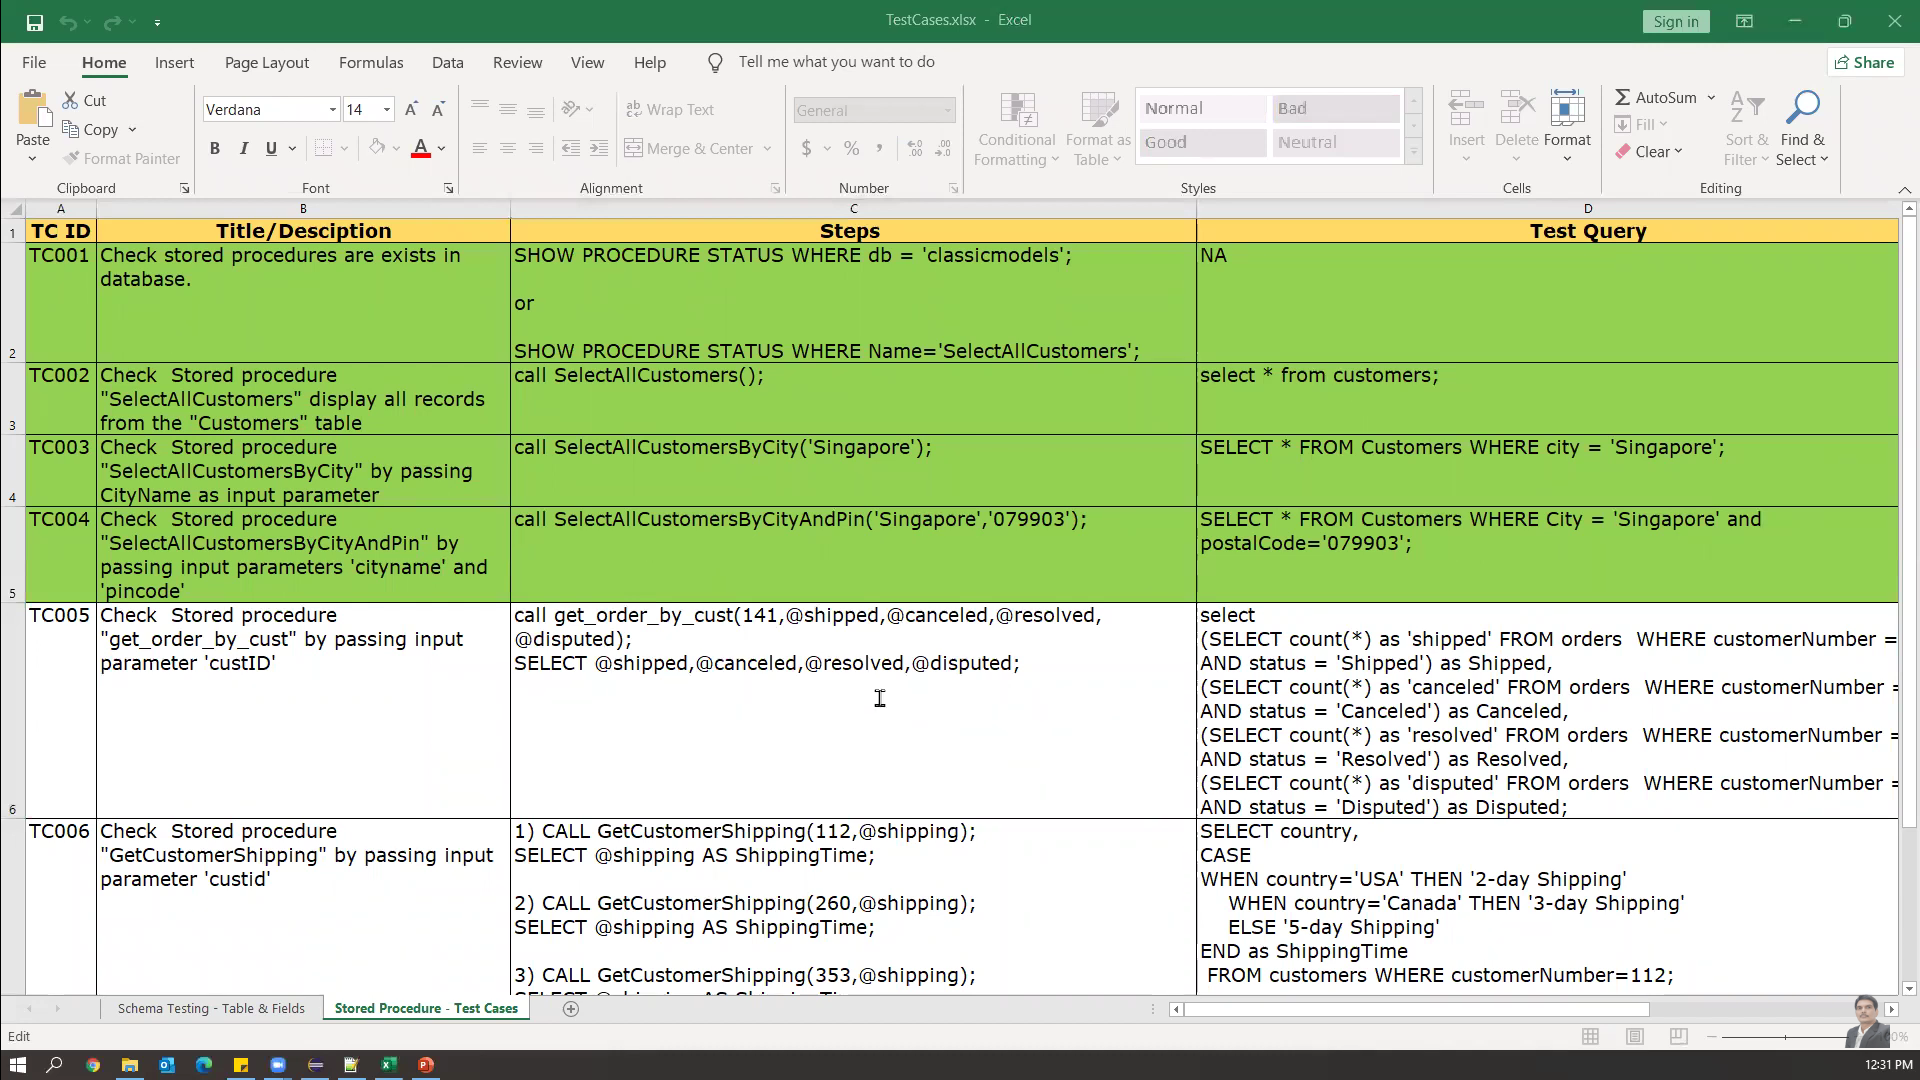 TestCases.xlsx - Excel
Sign in
File Home Insert Page Layout Formulas Data Review View Help Tell me what you want to do
Share
Paste
Cut
Copy
Format Painter
Clipboard
Verdana 14
B I U
Font
Wrap Text
Merge & Center
Alignment
General
$ % ,
Number
Conditional
Formatting
Format as
Table
Normal Bad
Good Neutral
Styles
Insert Delete Format
Cells
AutoSum
Fill
Clear
Sort &
Filter
Find &
Select
Editing
A B C D
1 TC ID Title/Desciption Steps Test Query
2
TC001
Check stored procedures are exists in
database.
SHOW PROCEDURE STATUS WHERE db = 'classicmodels';
or
SHOW PROCEDURE STATUS WHERE Name='SelectAllCustomers';
NA
3
TC002
Check Stored procedure
"SelectAllCustomers" display all records
from the "Customers" table
call SelectAllCustomers();
select * from customers;
4
TC003
Check Stored procedure
"SelectAllCustomersByCity" by passing
CityName as input parameter
call SelectAllCustomersByCity('Singapore');
SELECT * FROM Customers WHERE city = 'Singapore';
5
TC004
Check Stored procedure
"SelectAllCustomersByCityAndPin" by
passing input parameters 'cityname' and
'pincode'
call SelectAllCustomersByCityAndPin('Singapore','079903');
SELECT * FROM Customers WHERE City = 'Singapore' and
postalCode='079903';
6
TC005
Check Stored procedure
"get_order_by_cust" by passing input
parameter 'custID'
call get_order_by_cust(141,@shipped,@canceled,@resolved,
@disputed);
SELECT @shipped,@canceled,@resolved,@disputed;
select
(SELECT count(*) as 'shipped' FROM orders WHERE customerNumber =
AND status = 'Shipped') as Shipped,
(SELECT count(*) as 'canceled' FROM orders WHERE customerNumber =
AND status = 'Canceled') as Canceled,
(SELECT count(*) as 'resolved' FROM orders WHERE customerNumber =
AND status = 'Resolved') as Resolved,
(SELECT count(*) as 'disputed' FROM orders WHERE customerNumber =
AND status = 'Disputed') as Disputed;
TC006
Check Stored procedure
"GetCustomerShipping" by passing input
parameter 'custid'
1) CALL GetCustomerShipping(112,@shipping);
SELECT @shipping AS ShippingTime;
2) CALL GetCustomerShipping(260,@shipping);
SELECT @shipping AS ShippingTime;
3) CALL GetCustomerShipping(353,@shipping);
SELECT @shipping AS ShippingTime
SELECT country,
CASE
WHEN country='USA' THEN '2-day Shipping'
WHEN country='Canada' THEN '3-day Shipping'
ELSE '5-day Shipping'
END as ShippingTime
FROM customers WHERE customerNumber=112;
Schema Testing - Table & Fields Stored Procedure - Test Cases
Edit
12:31 PM